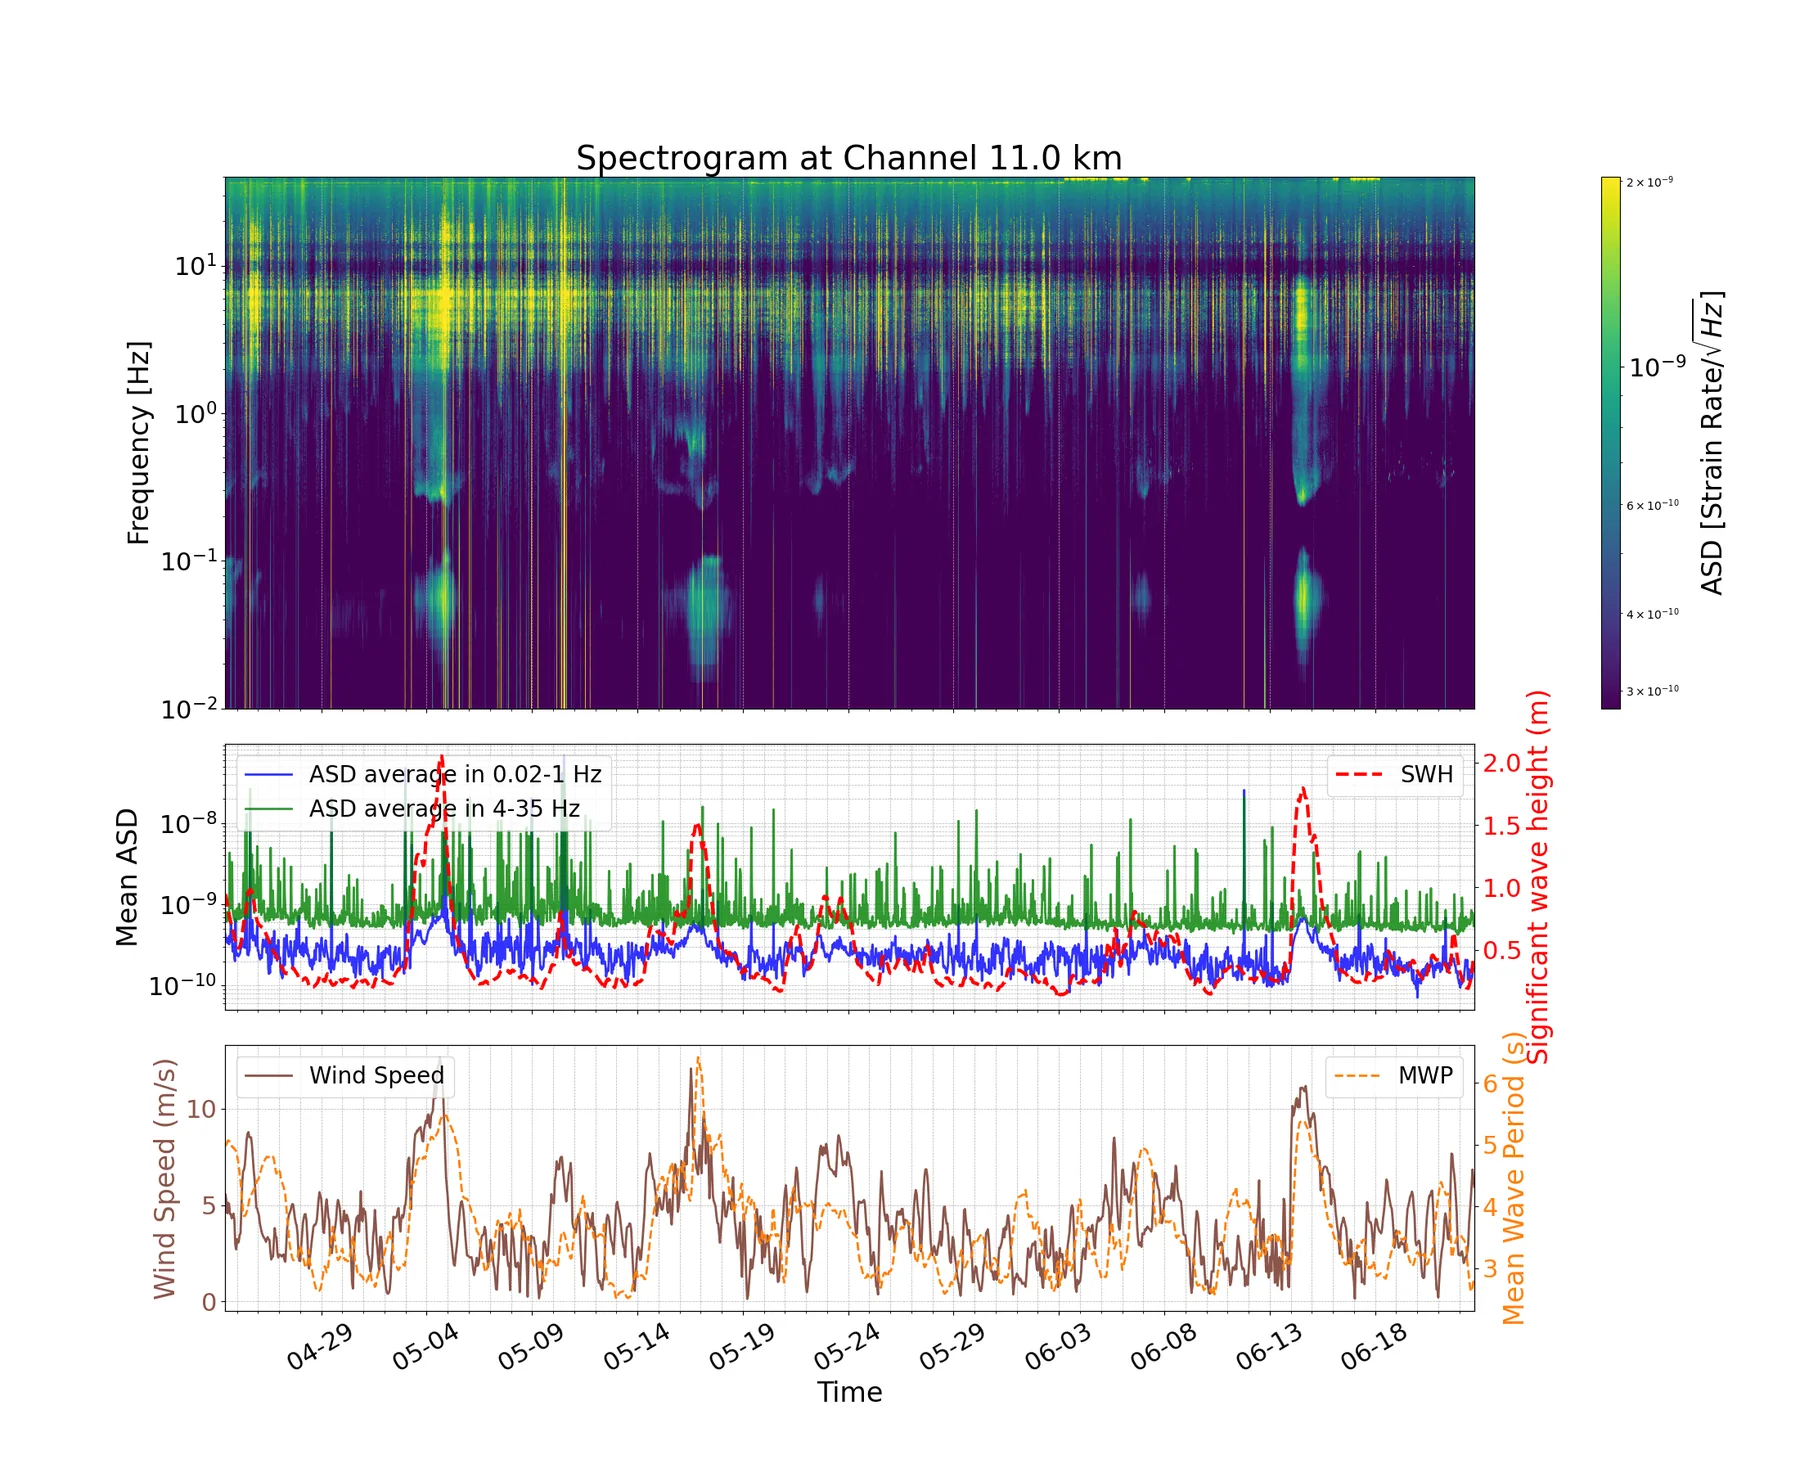 Spectrogram at Channel 11.0 km
Frequency [Hz]
10¹
10⁰
10⁻¹
10⁻²
2 × 10⁻⁹
10⁻⁹
6 × 10⁻¹⁰
4 × 10⁻¹⁰
3 × 10⁻¹⁰
ASD [Strain Rate/√Hz]
Mean ASD
10⁻⁸
10⁻⁹
10⁻¹⁰
ASD average in 0.02-1 Hz
ASD average in 4-35 Hz
SWH
2.0
1.5
1.0
0.5
Significant wave height (m)
Wind Speed (m/s)
10
5
0
Wind Speed
MWP
6
5
4
3
Mean Wave Period (s)
04-29
05-04
05-09
05-14
05-19
05-24
05-29
06-03
06-08
06-13
06-18
Time